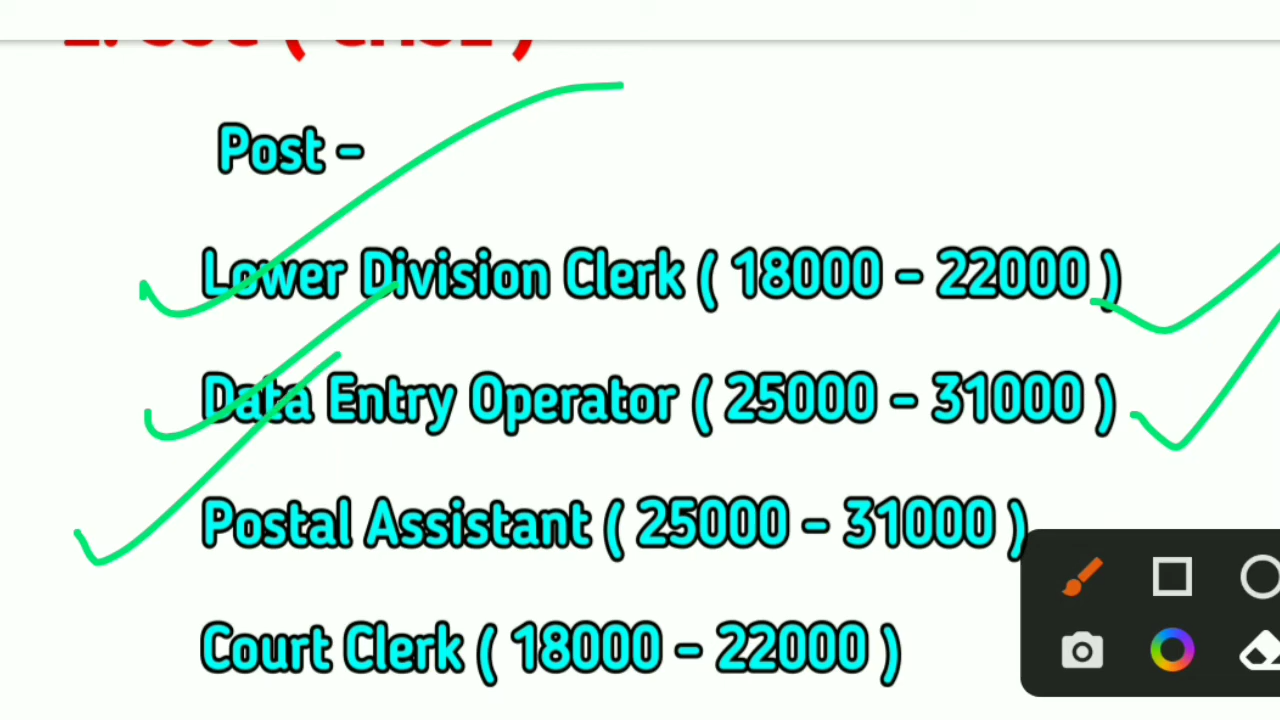 Post -
Lower Division Clerk ( 18000 - 22000 )
Data Entry Operator ( 25000 - 31000 )
Postal Assistant ( 25000 - 31000 )
Court Clerk ( 18000 - 22000 )